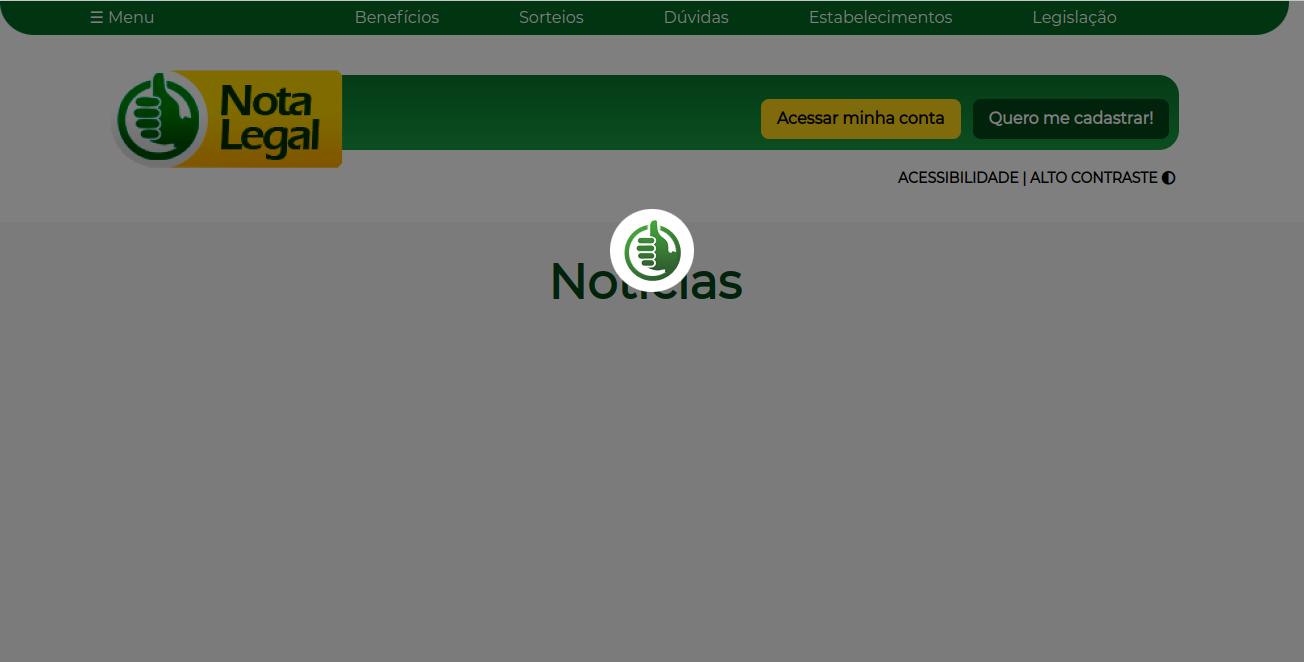 ☰ Menu Benefícios Sorteios Dúvidas Estabelecimentos Legislação
Nota
Legal
Acessar minha conta Quero me cadastrar!
ACESSIBILIDADE | ALTO CONTRASTE
Notícias